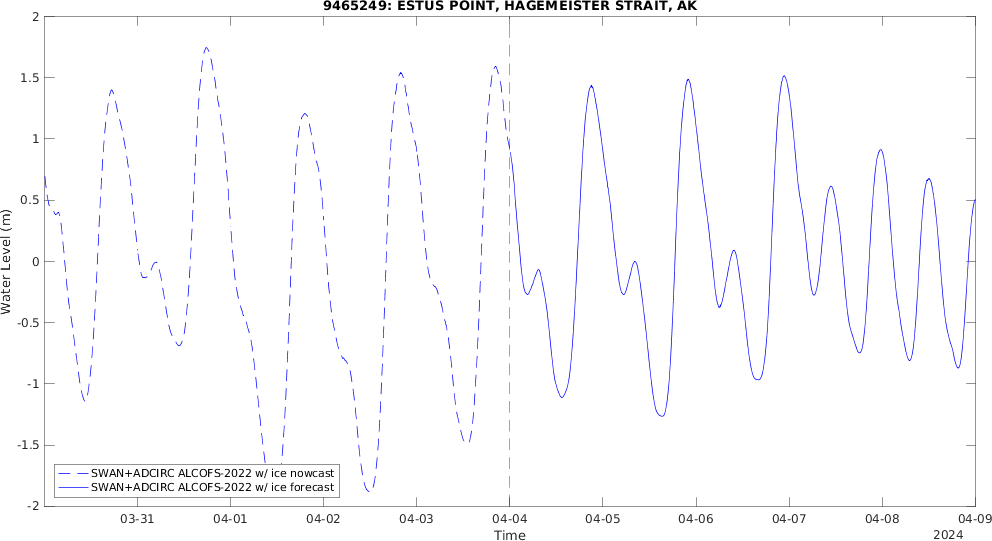 9465249: ESTUS POINT, HAGEMEISTER STRAIT, AK
2
1.5
1
0.5
0
-0.5
-1
-1.5
-2
Water Level (m)
SWAN+ADCIRC ALCOFS-2022 w/ ice nowcast
SWAN+ADCIRC ALCOFS-2022 w/ ice forecast
03-31 04-01 04-02 04-03 04-04 04-05 04-06 04-07 04-08 04-09
Time
2024